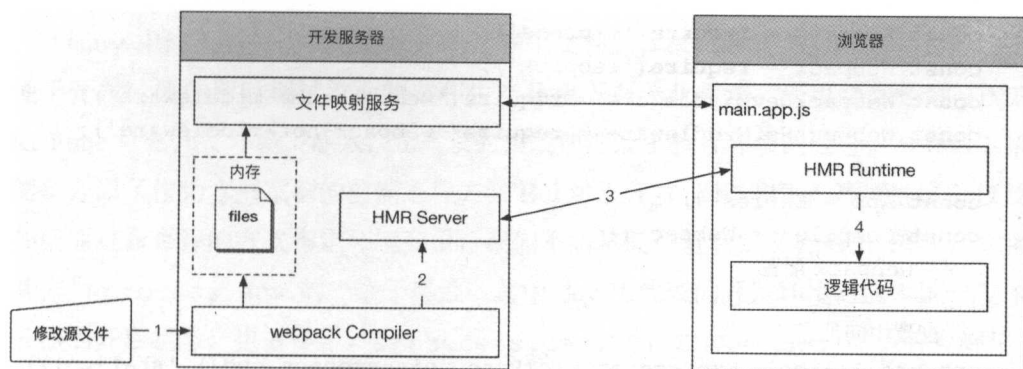 开发服务器
浏览器
文件映射服务
main.app.js
内存
files
HMR Server
3
HMR Runtime
4
2
逻辑代码
修改源文件
1
webpack Compiler